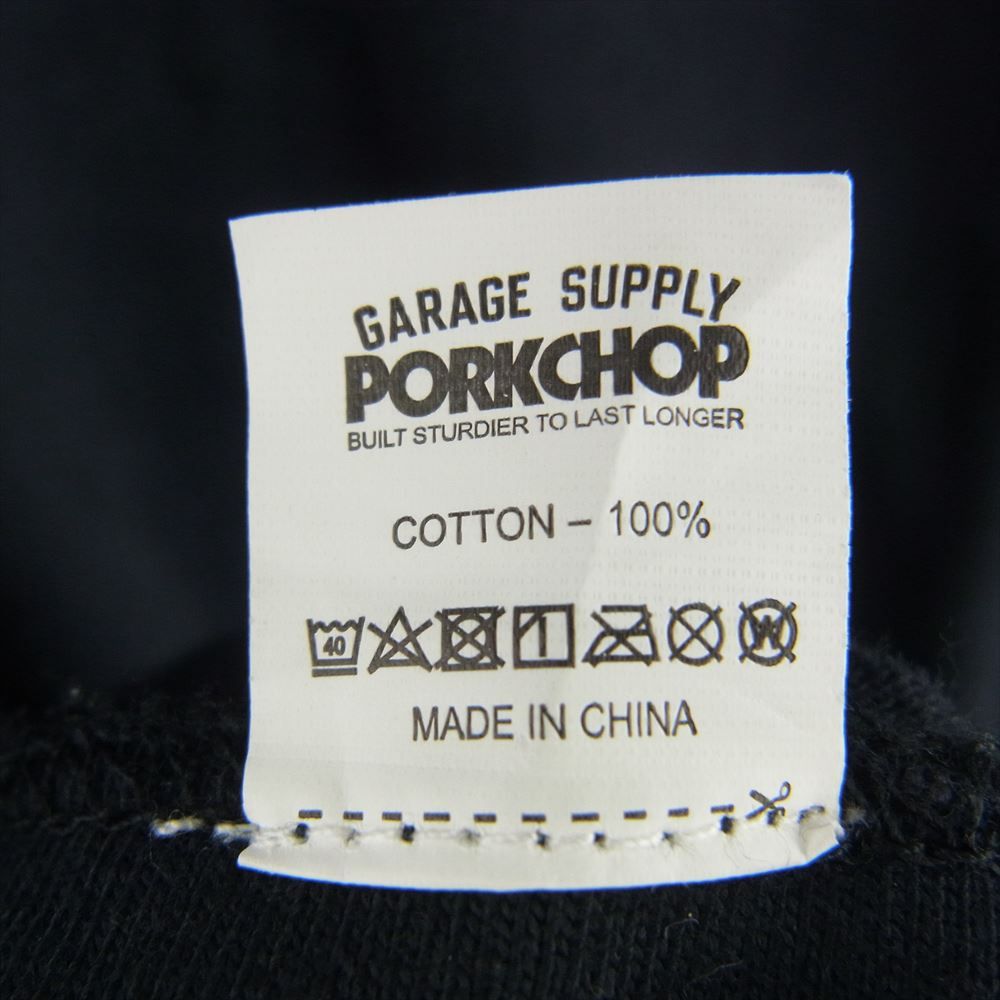 GARAGE SUPPLY
PORKCHOP
BUILT STURDIER TO LAST LONGER
COTTON – 100%
40 W
MADE IN CHINA